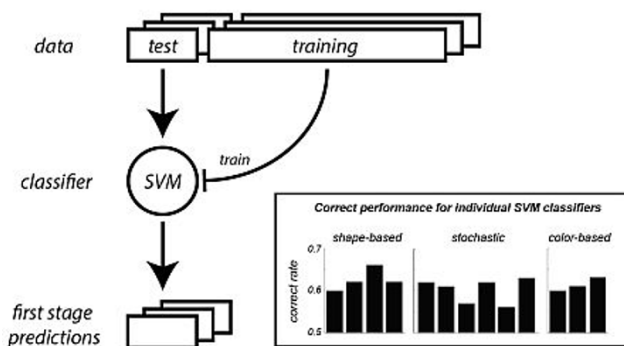 data
test
training
train
classifier
SVM
Correct performance for individual SVM classifiers
shape-based
stochastic
color-based
0.7
0.6
0.5
correct rate
first stage
predictions